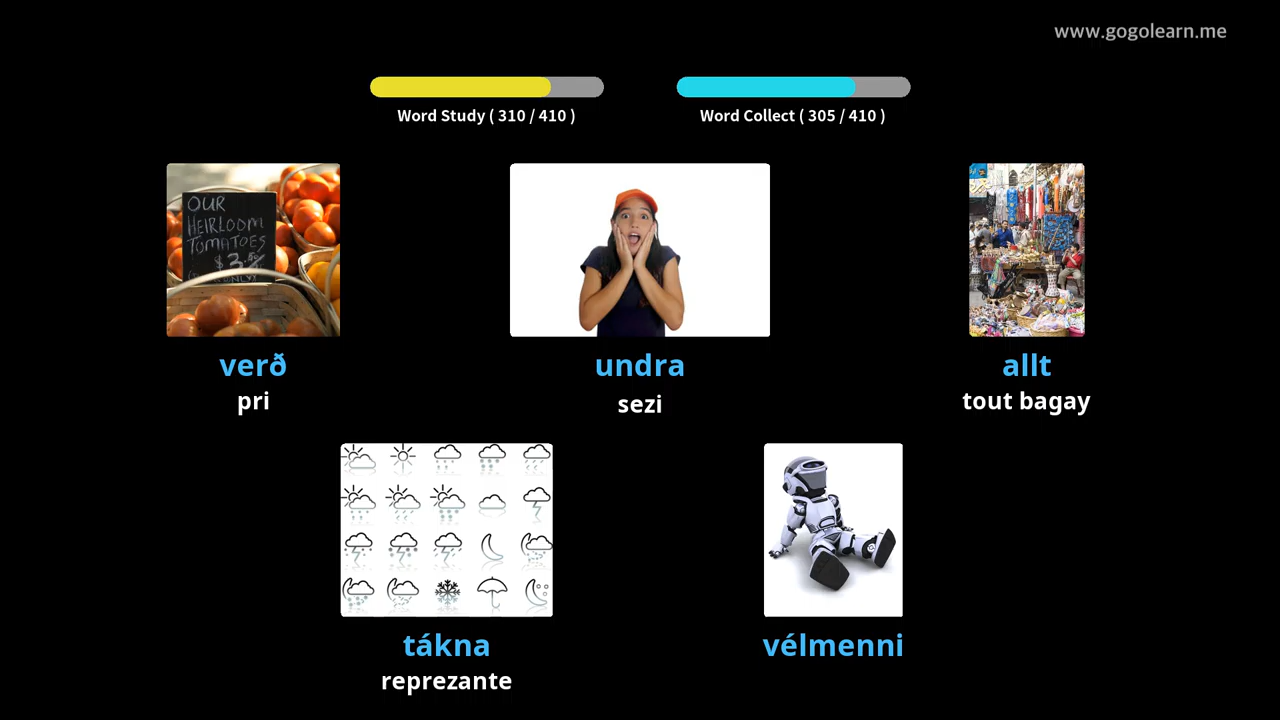 www.gogolearn.me
Word Study ( 310 / 410 )
Word Collect ( 305 / 410 )
OUR
HEIRLOOM
TOMATOES
verð
pri
undra
sezi
allt
tout bagay
tákna
reprezante
vélmenni